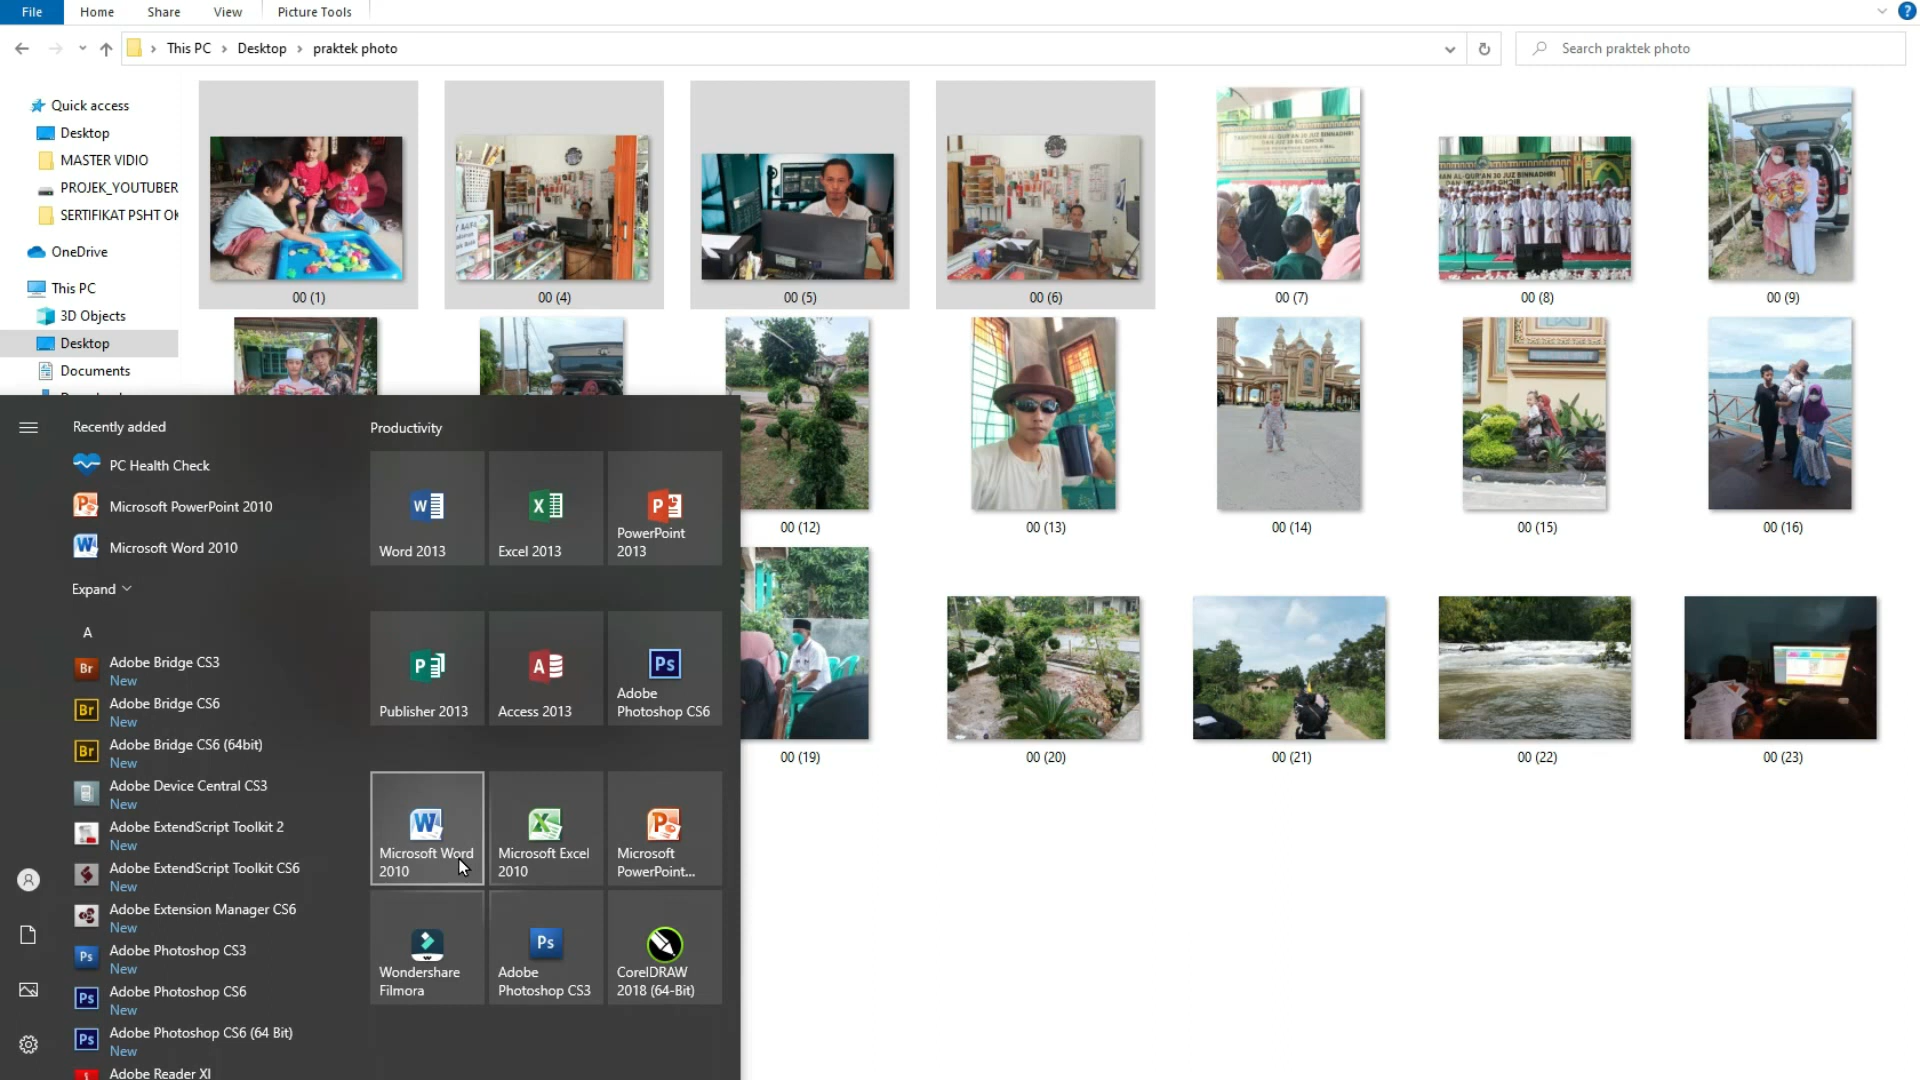 File Home Share View Picture Tools
This PC Desktop praktek photo
Search praktek photo
Quick access
Desktop
MASTER VIDIO
PROJEK_YOUTUBER
SERTIFIKAT PSHT OK
OneDrive
This PC
3D Objects
Desktop
Documents
00 (1) 00 (4) 00 (5) 00 (6) 00 (7) 00 (8) 00 (9)
00 (12) 00 (13) 00 (14) 00 (15) 00 (16)
00 (19) 00 (20) 00 (21) 00 (22) 00 (23)
Recently added
PC Health Check
Microsoft PowerPoint 2010
Microsoft Word 2010
Expand
A
Adobe Bridge CS3
New
Adobe Bridge CS6
New
Adobe Bridge CS6 (64bit)
New
Adobe Device Central CS3
New
Adobe ExtendScript Toolkit 2
New
Adobe ExtendScript Toolkit CS6
New
Adobe Extension Manager CS6
New
Adobe Photoshop CS3
New
Adobe Photoshop CS6
New
Adobe Photoshop CS6 (64 Bit)
New
Adobe Reader XI
Productivity
Word 2013
Excel 2013
PowerPoint
2013
Publisher 2013
Access 2013
Adobe
Photoshop CS6
Microsoft Word
2010
Microsoft Excel
2010
Microsoft
PowerPoint...
Wondershare
Filmora
Adobe
Photoshop CS3
CorelDRAW
2018 (64-Bit)